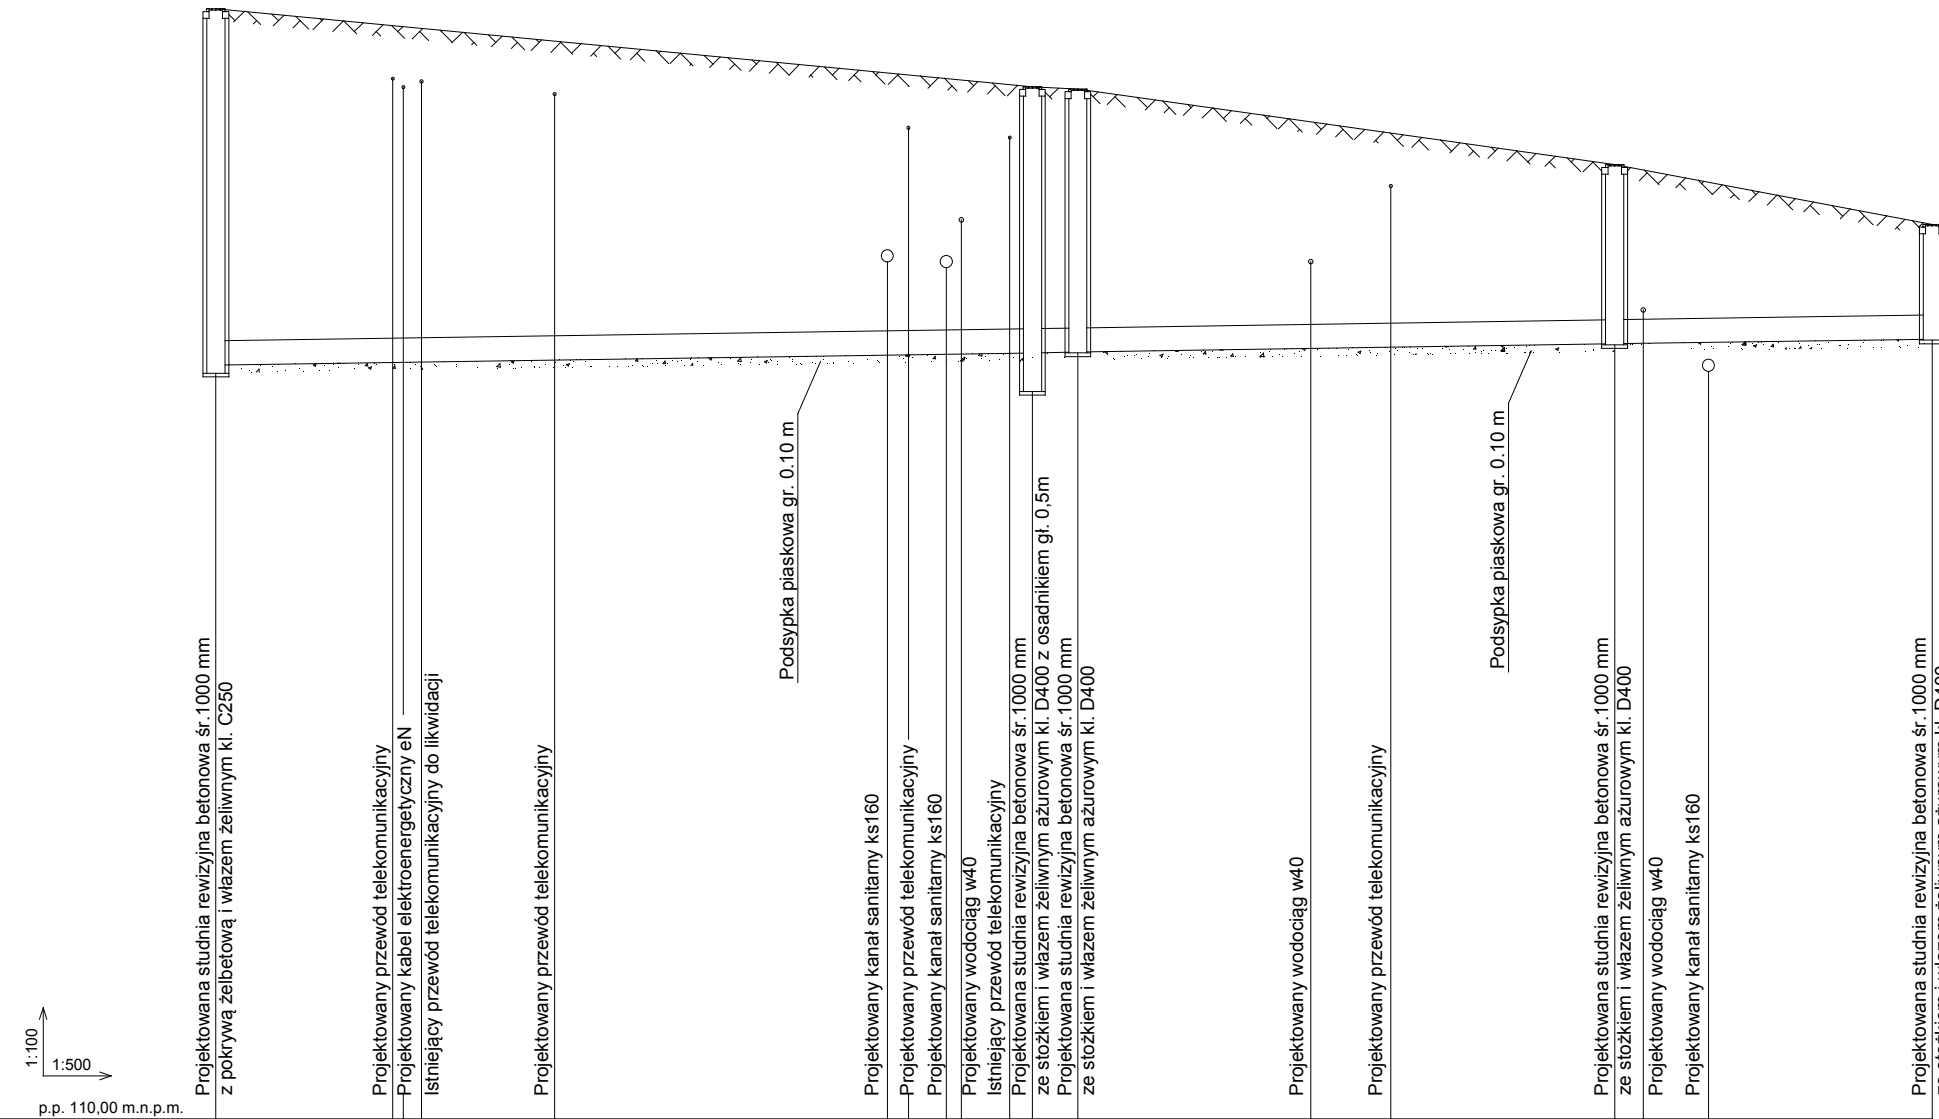 Projektowana studnia rewizyjna betonowa śr.1000 mm
z pokrywą żelbetową i włazem żeliwnym kl. C250
Projektowany przewód telekomunikacyjny
Projektowany kabel elektroenergetyczny eN
Istniejący przewód telekomunikacyjny do likwidacji
Projektowany przewód telekomunikacyjny
Podsypka piaskowa gr. 0.10 m
Projektowany kanał sanitarny ks160
Projektowany przewód telekomunikacyjny
Projektowany kanał sanitarny ks160
Projektowany wodociąg w40
Istniejący przewód telekomunikacyjny
Projektowana studnia rewizyjna betonowa śr.1000 mm
ze stożkiem i włazem żeliwnym ażurowym kl. D400 z osadnikiem gł. 0,5m
Projektowana studnia rewizyjna betonowa śr.1000 mm
ze stożkiem i włazem żeliwnym ażurowym kl. D400
Projektowany wodociąg w40
Projektowany przewód telekomunikacyjny
Podsypka piaskowa gr. 0.10 m
Projektowana studnia rewizyjna betonowa śr.1000 mm
ze stożkiem i włazem żeliwnym ażurowym kl. D400
Projektowany wodociąg w40
Projektowany kanał sanitarny ks160
Projektowana studnia rewizyjna betonowa śr.1000 mm
1:100
1:500
p.p. 110,00 m.n.p.m.